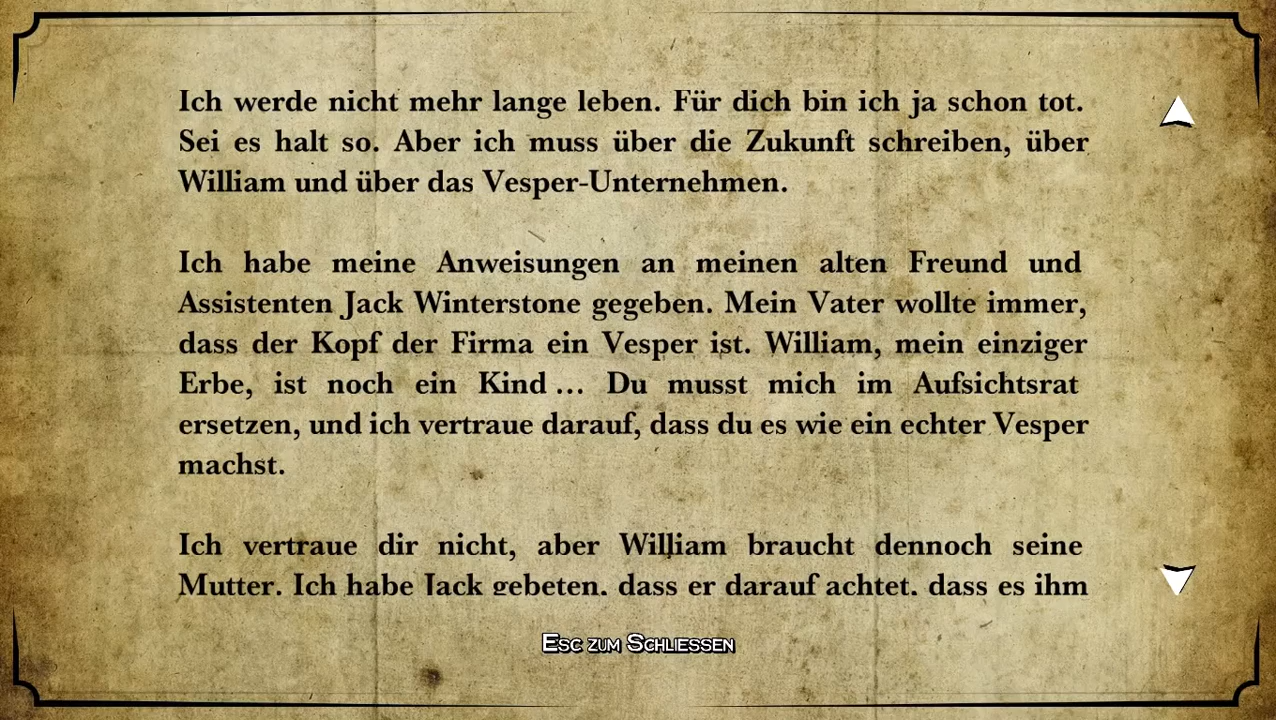 Ich werde nicht mehr lange leben. Für dich bin ich ja schon tot.
Sei es halt so. Aber ich muss über die Zukunft schreiben, über
William und über das Vesper-Unternehmen.
Ich habe meine Anweisungen an meinen alten Freund und
Assistenten Jack Winterstone gegeben. Mein Vater wollte immer,
dass der Kopf der Firma ein Vesper ist. William, mein einziger
Erbe, ist noch ein Kind … Du musst mich im Aufsichtsrat
ersetzen, und ich vertraue darauf, dass du es wie ein echter Vesper
machst.
Ich vertraue dir nicht, aber William braucht dennoch seine
Mutter. Ich habe Jack gebeten, dass er darauf achtet, dass es ihm
Esc zum Schliessen